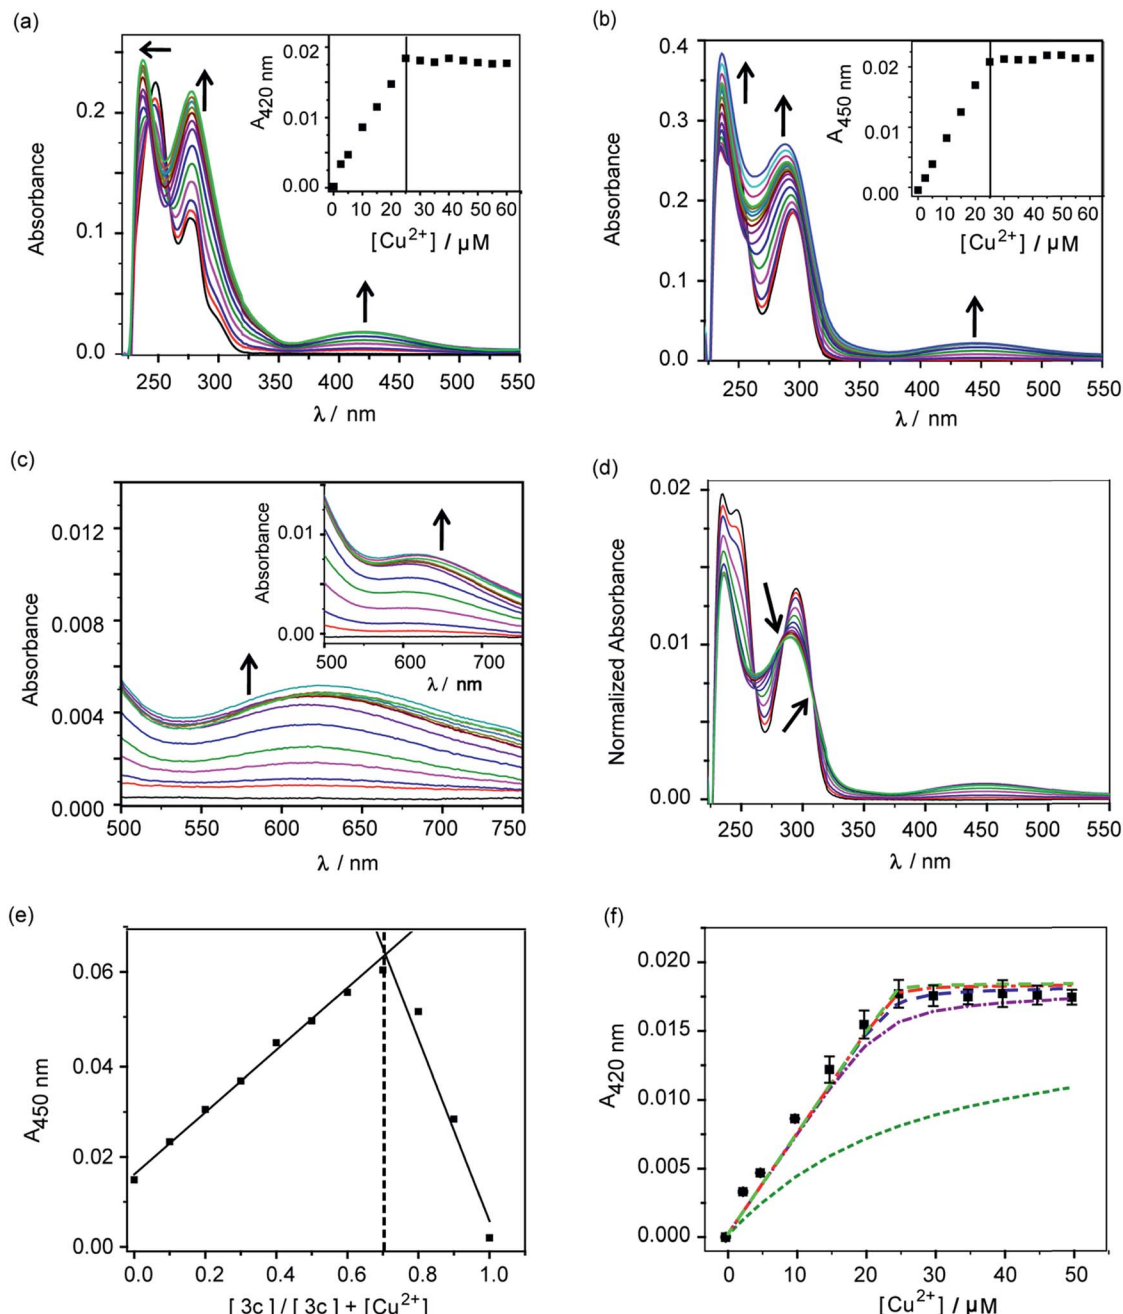 (a)
Absorbance
0.2
0.1
0.0
250 300 350 400 450 500 550
λ / nm
A420 nm
0.02
0.01
0.00
0 10 20 30 40 50 60
[Cu2+] / µM
(b)
Absorbance
0.4
0.3
0.2
0.1
0.0
250 300 350 400 450 500 550
λ / nm
A450 nm
0.02
0.01
0.00
0 10 20 30 40 50 60
[Cu2+] / µM
(c)
Absorbance
0.012
0.008
0.004
0.000
500 550 600 650 700 750
λ / nm
Absorbance
0.01
0.00
500 600 700
λ / nm
(d)
Normalized Absorbance
0.02
0.01
0.00
250 300 350 400 450 500 550
λ / nm
(e)
A450 nm
0.06
0.04
0.02
0.00
0.0 0.2 0.4 0.6 0.8 1.0
[3c]/[3c]+[Cu2+]
(f)
A420 nm
0.020
0.015
0.010
0.005
0.000
0 10 20 30 40 50
[Cu2+] / µM